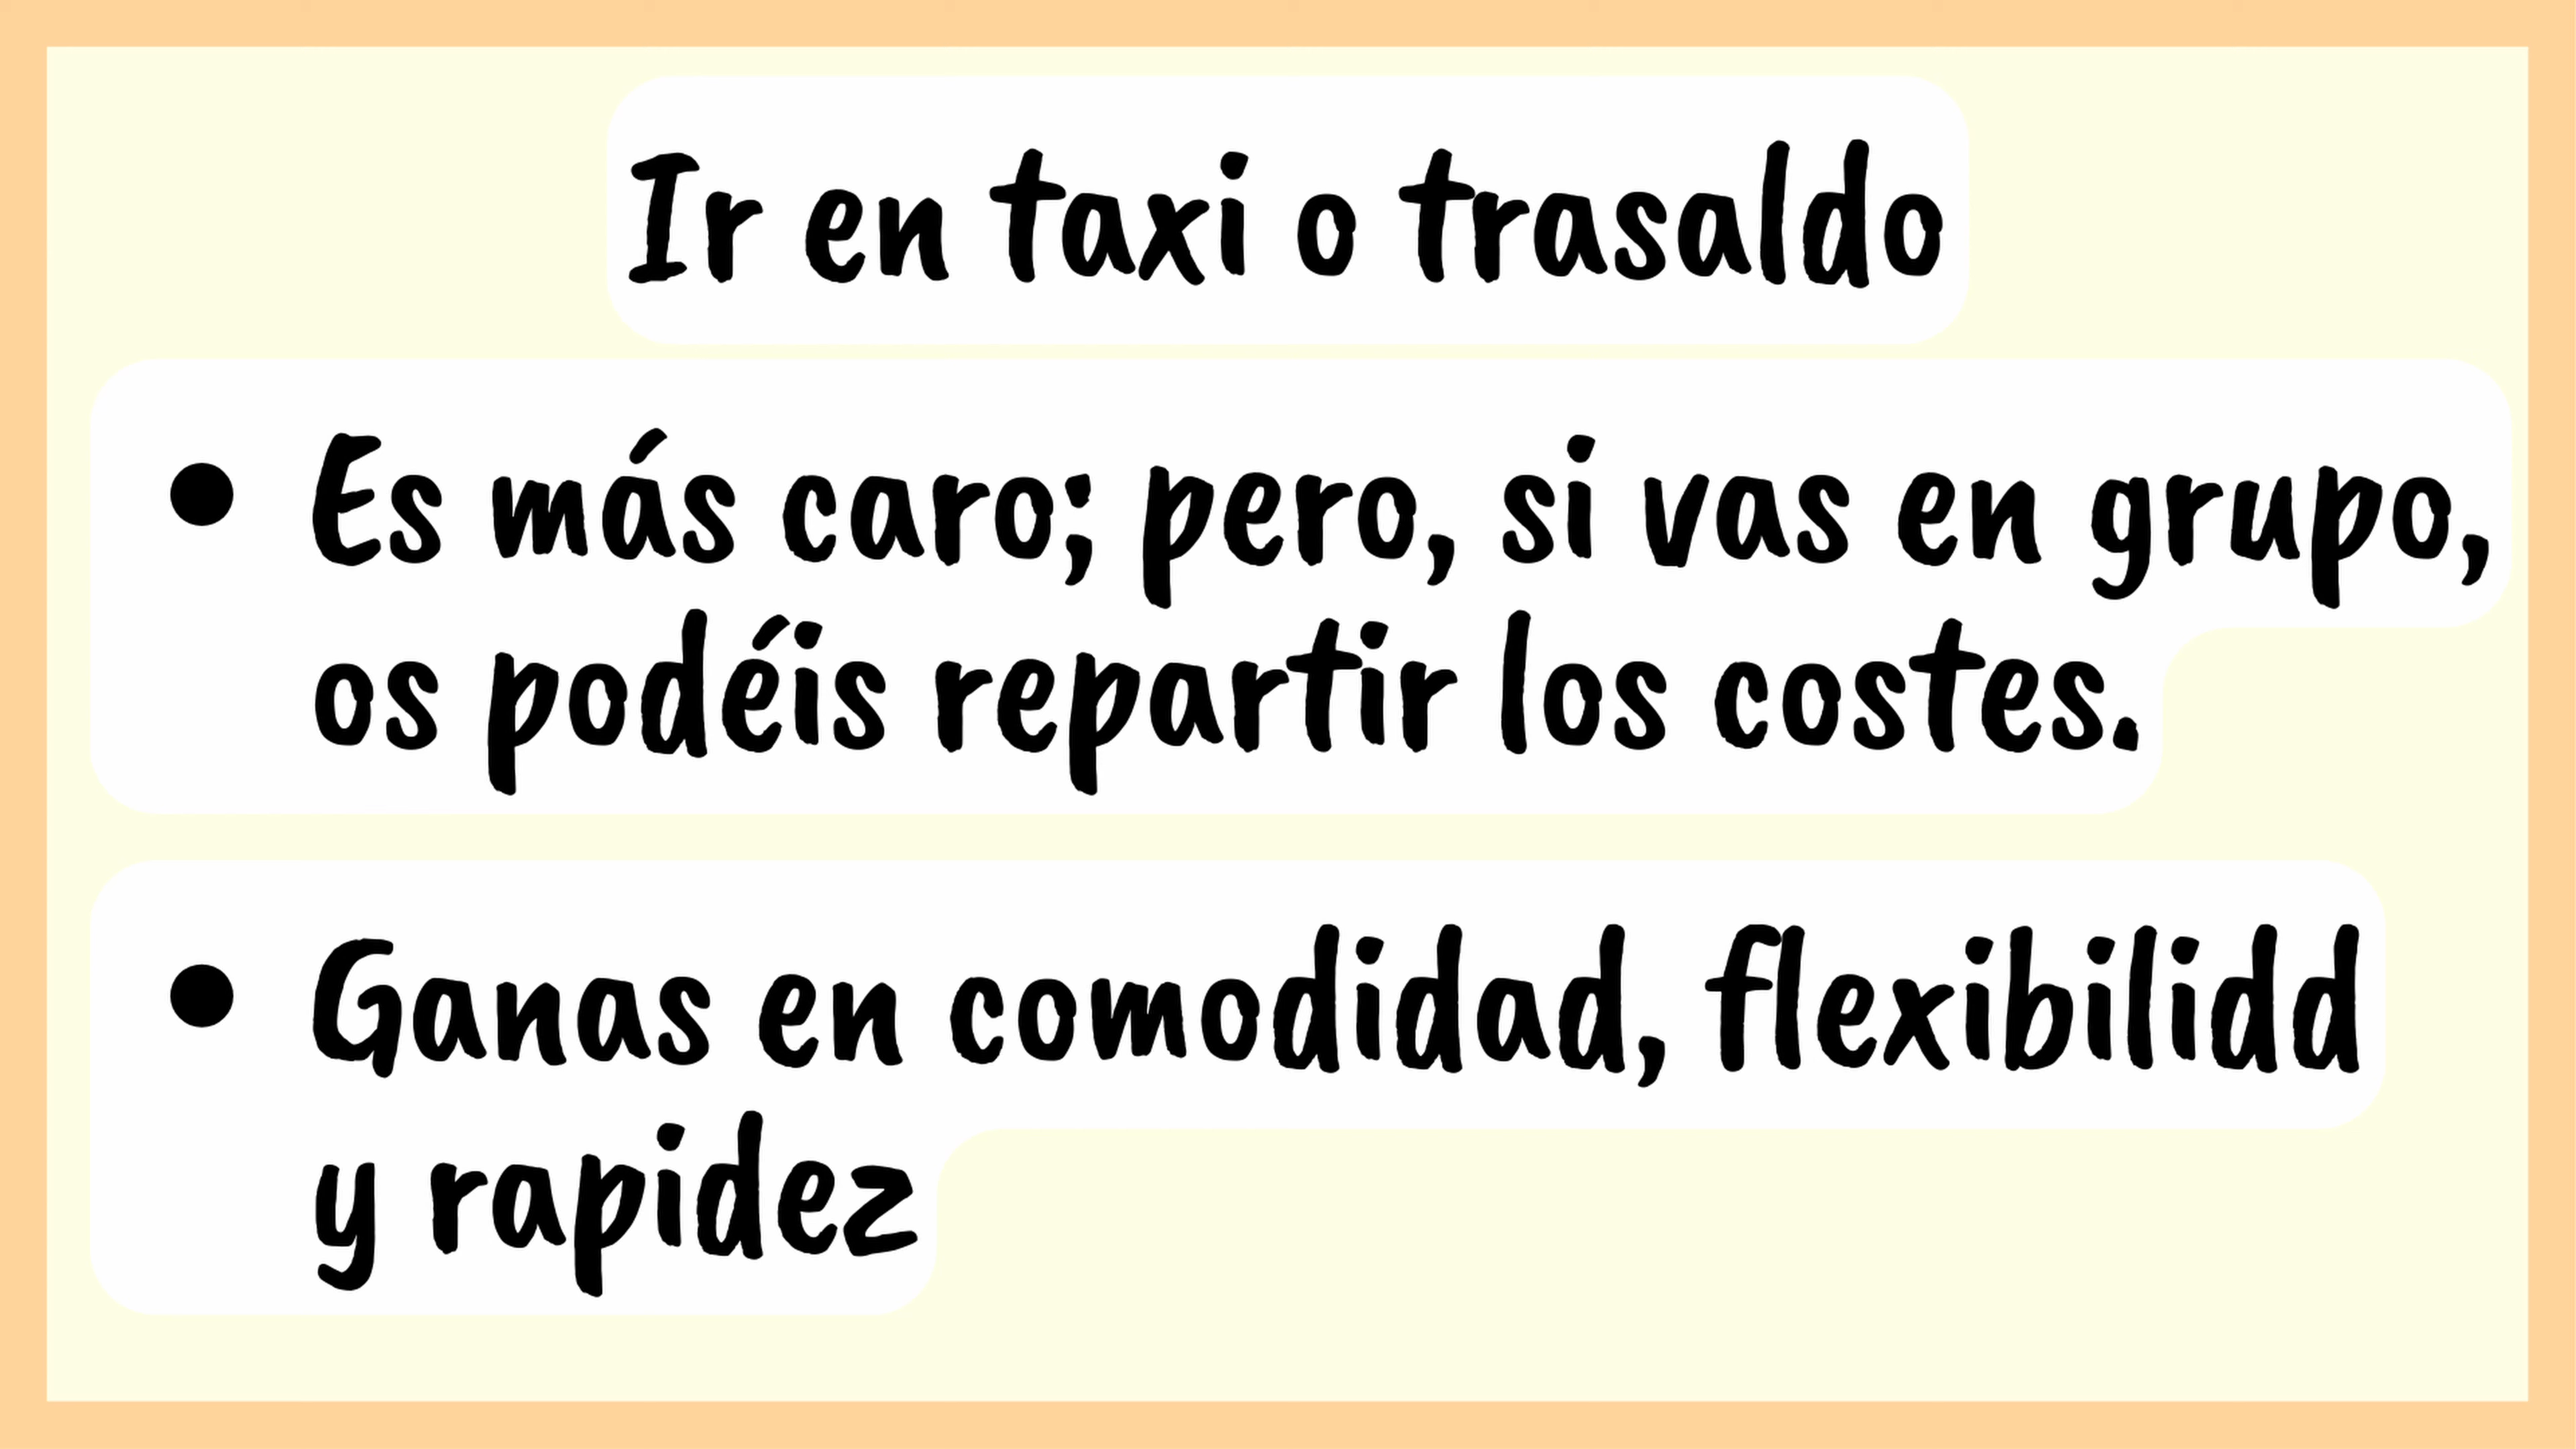 Ir en taxi o trasaldo
• Es más caro; pero, si vas en grupo,
os podéis repartir los costes.
• Ganas en comodidad, flexibilidd
y rapidez